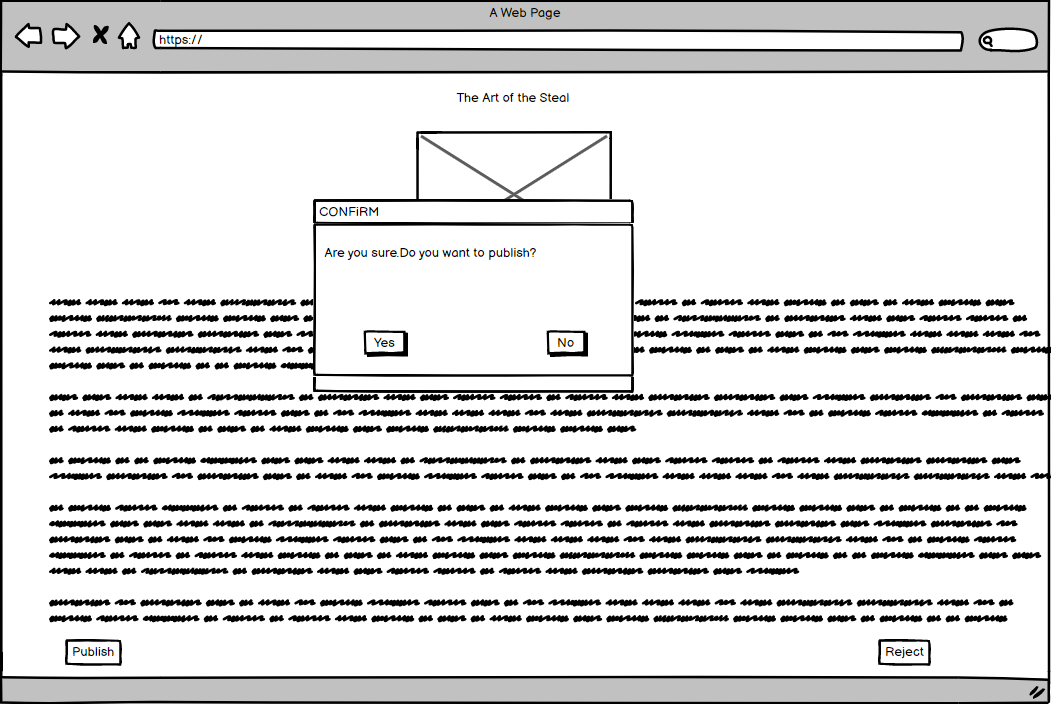 A Web Page
https://
The Art of the Steal
CONFiRM
Are you sure.Do you want to publish?
Yes No
Publish Reject